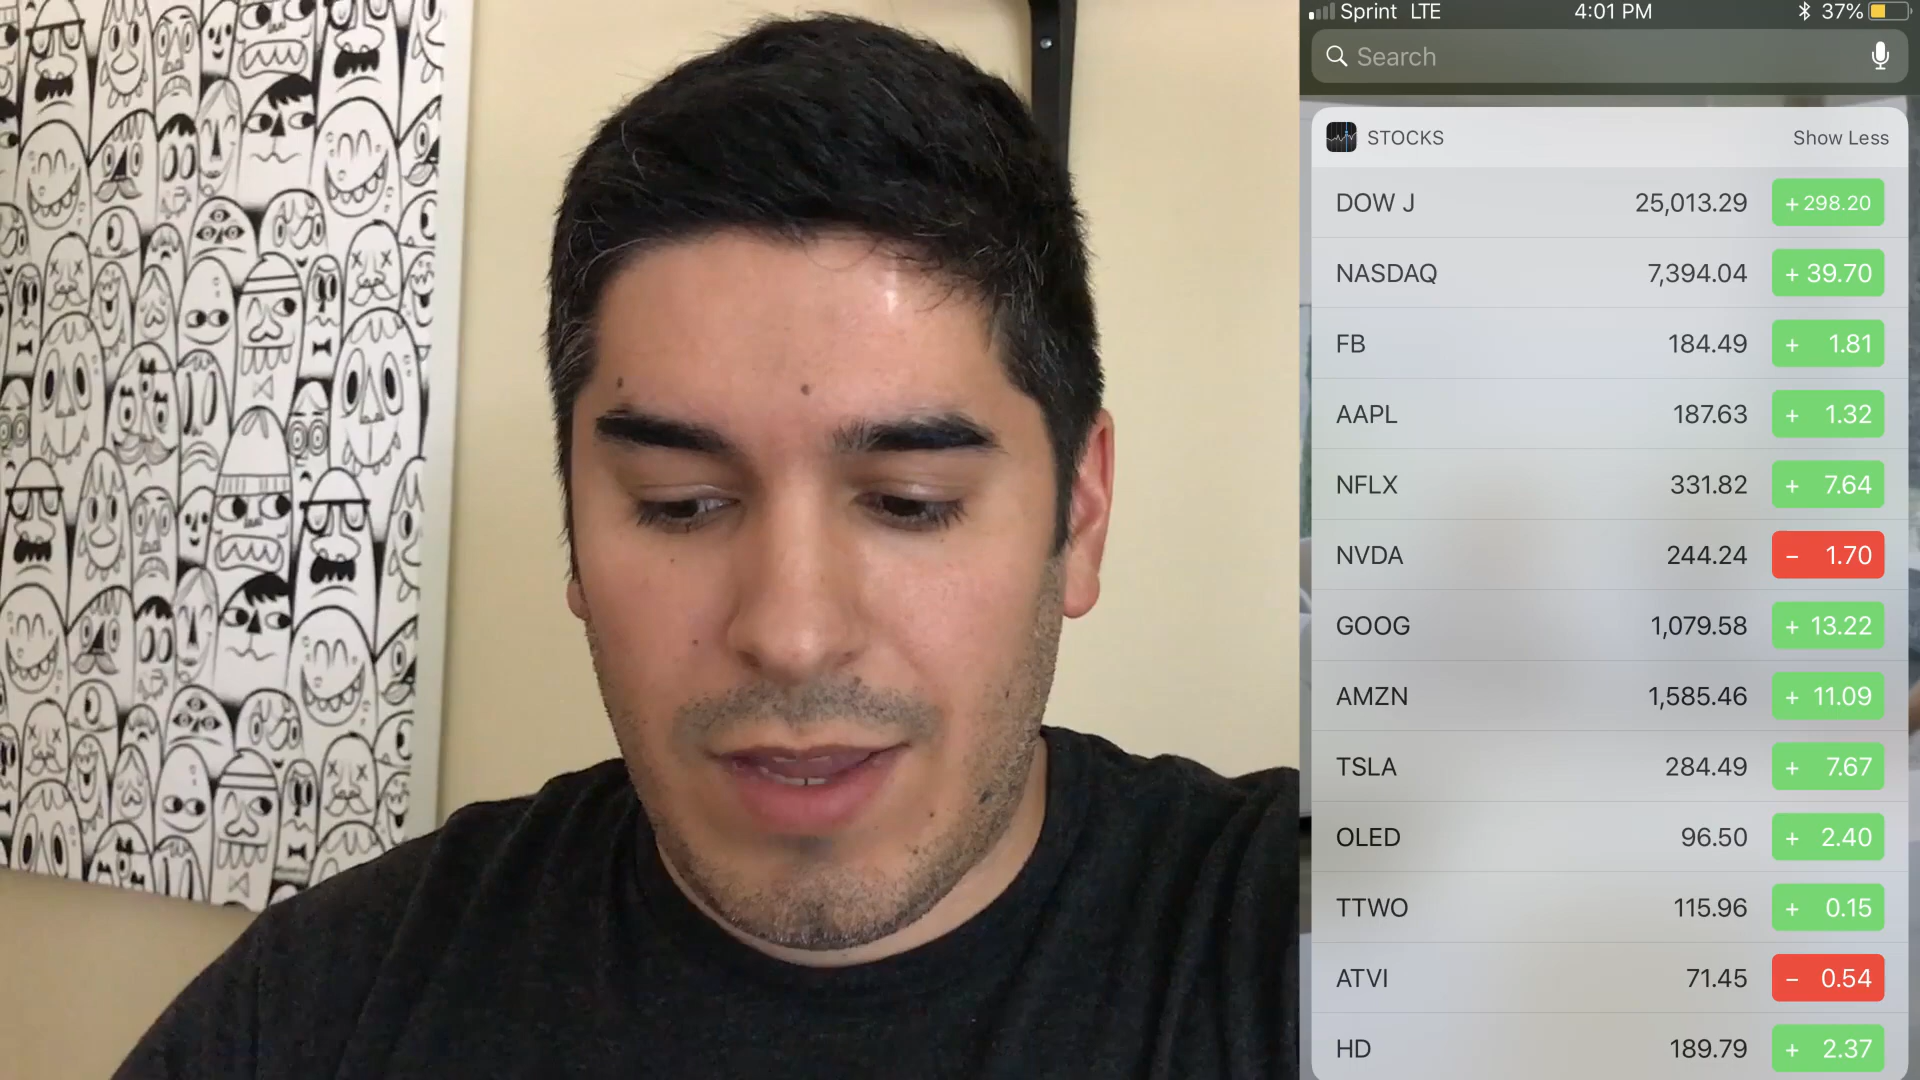 Sprint LTE 4:01 PM 37%
Search
STOCKS Show Less
DOW J 25,013.29 +298.20
NASDAQ 7,394.04 + 39.70
FB 184.49 + 1.81
AAPL 187.63 + 1.32
NFLX 331.82 + 7.64
NVDA 244.24 − 1.70
GOOG 1,079.58 + 13.22
AMZN 1,585.46 + 11.09
TSLA 284.49 + 7.67
OLED 96.50 + 2.40
TTWO 115.96 + 0.15
ATVI 71.45 − 0.54
HD 189.79 + 2.37